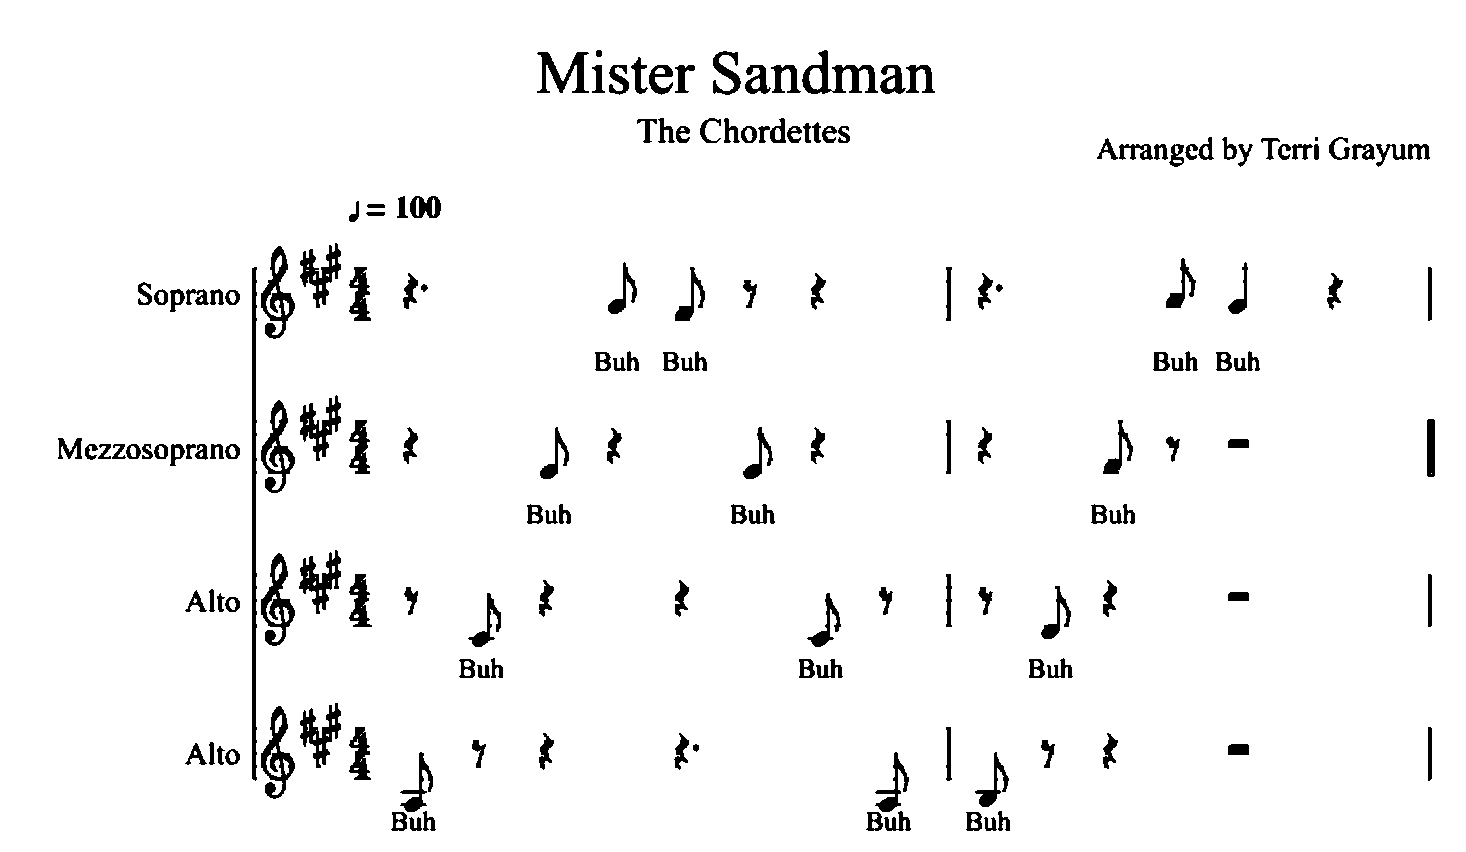 Mister Sandman
The Chordettes
Arranged by Terri Grayum
♩ = 100
Soprano
Buh Buh Buh Buh
Mezzosoprano
Buh Buh Buh
Alto
Buh Buh Buh
Alto
Buh Buh Buh